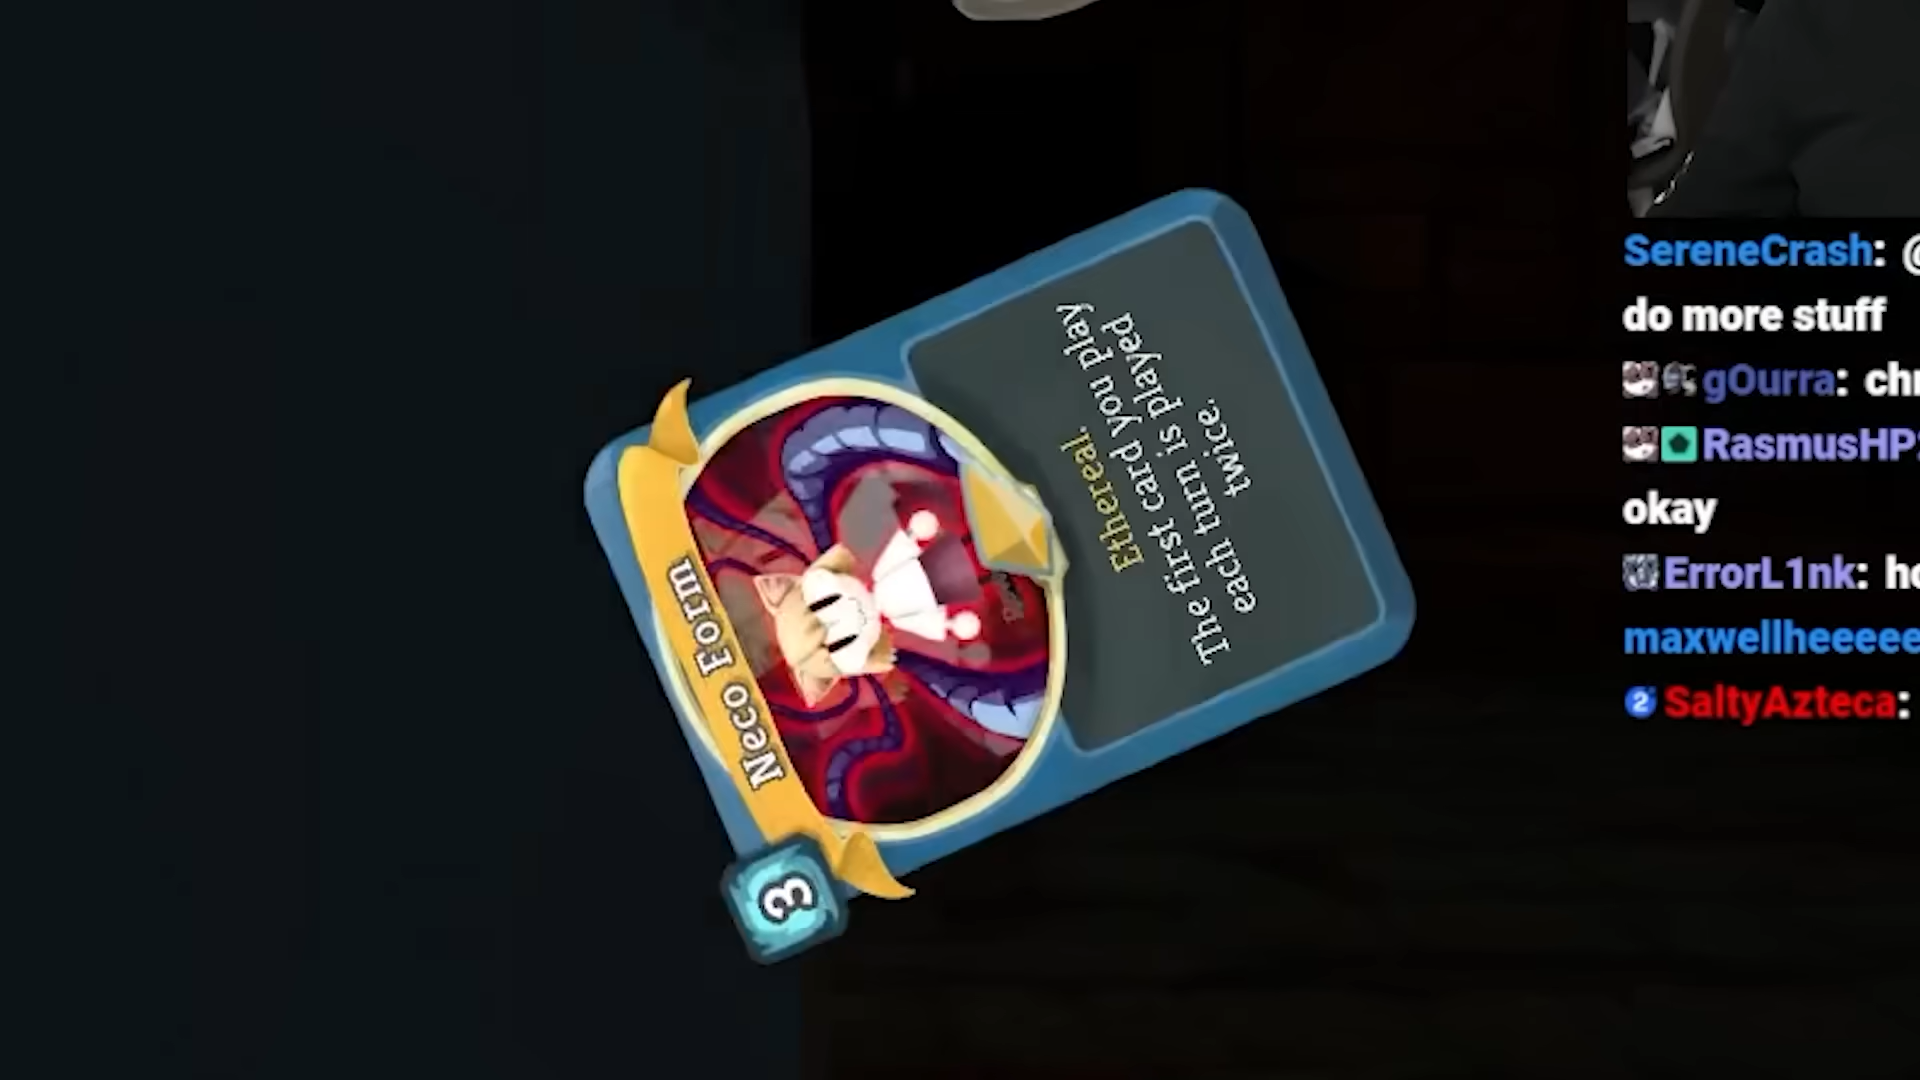 3
Neco Form
Ethereal.
The first card you play
each turn is played
twice.
SereneCrash: @
do more stuff
gOurra:
RasmusHP
okay
ErrorL1nk:
maxwellheeeee
SaltyAzteca: